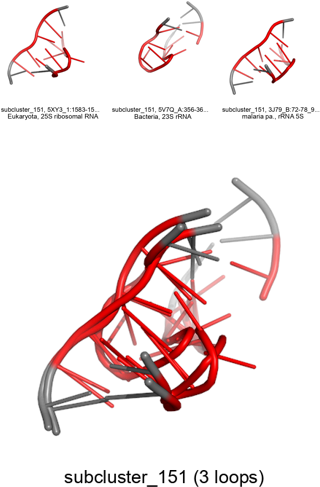 subcluster_151, 5XY3_1:1583-15...
Eukaryota, 25S ribosomal RNA
subcluster_151, 5V7Q_A:356-36...
Bacteria, 23S rRNA
subcluster_151, 3J79_B:72-78_9...
malaria pa., rRNA 5S
subcluster_151 (3 loops)